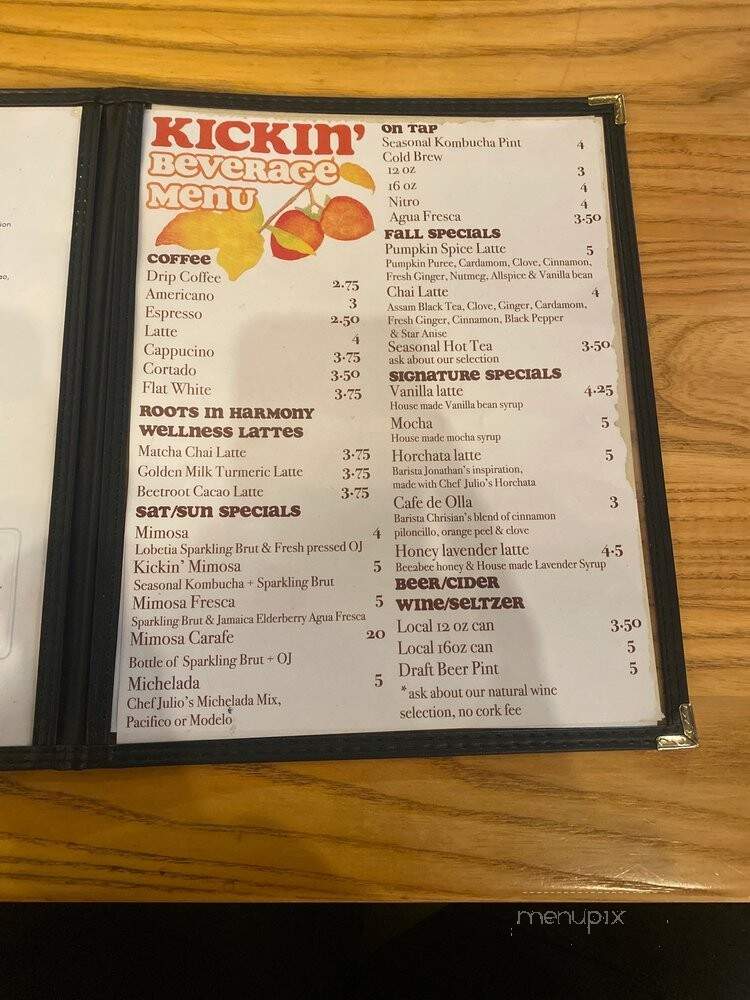 KICKIN'
Beverage
Menu
COFFEE
Drip Coffee 2.75
Americano 3
Espresso 2.50
Latte 4
Cappucino 3.75
Cortado 3.50
Flat White 3.75
ROOTS IN HARMONY
WELLNESS LATTES
Matcha Chai Latte 3.75
Golden Milk Turmeric Latte 3.75
Beetroot Cacao Latte 3.75
SAT/SUN SPECIALS
Mimosa 4
Lobetia Sparkling Brut & Fresh pressed OJ
Kickin' Mimosa 5
Seasonal Kombucha + Sparkling Brut
Mimosa Fresca 5
Sparkling Brut & Jamaica Elderberry Agua Fresca
Mimosa Carafe 20
Bottle of Sparkling Brut + OJ
Michelada 5
Chef Julio's Michelada Mix,
Pacifico or Modelo
ON TAP
Seasonal Kombucha Pint 4
Cold Brew
12 oz 3
16 oz 4
Nitro 4
Agua Fresca 3.50
FALL SPECIALS
Pumpkin Spice Latte 5
Pumpkin Puree, Cardamom, Clove, Cinnamon,
Fresh Ginger, Nutmeg, Allspice & Vanilla bean
Chai Latte 4
Assam Black Tea, Clove, Ginger, Cardamom,
Fresh Ginger, Cinnamon, Black Pepper
& Star Anise
Seasonal Hot Tea 3.50
ask about our selection
SIGNATURE SPECIALS
Vanilla latte 4.25
House made Vanilla bean syrup
Mocha 5
House made mocha syrup
Horchata latte 5
Barista Jonathan's inspiration,
made with Chef Julio's Horchata
Cafe de Olla 3
Barista Chrisian's blend of cinnamon
piloncillo, orange peel & clove
Honey lavender latte 4.5
Bee2bee honey & House made Lavender Syrup
BEER/CIDER
WINE/SELTZER
Local 12 oz can 3.50
Local 16oz can 5
Draft Beer Pint 5
*ask about our natural wine
selection, no cork fee
menupix